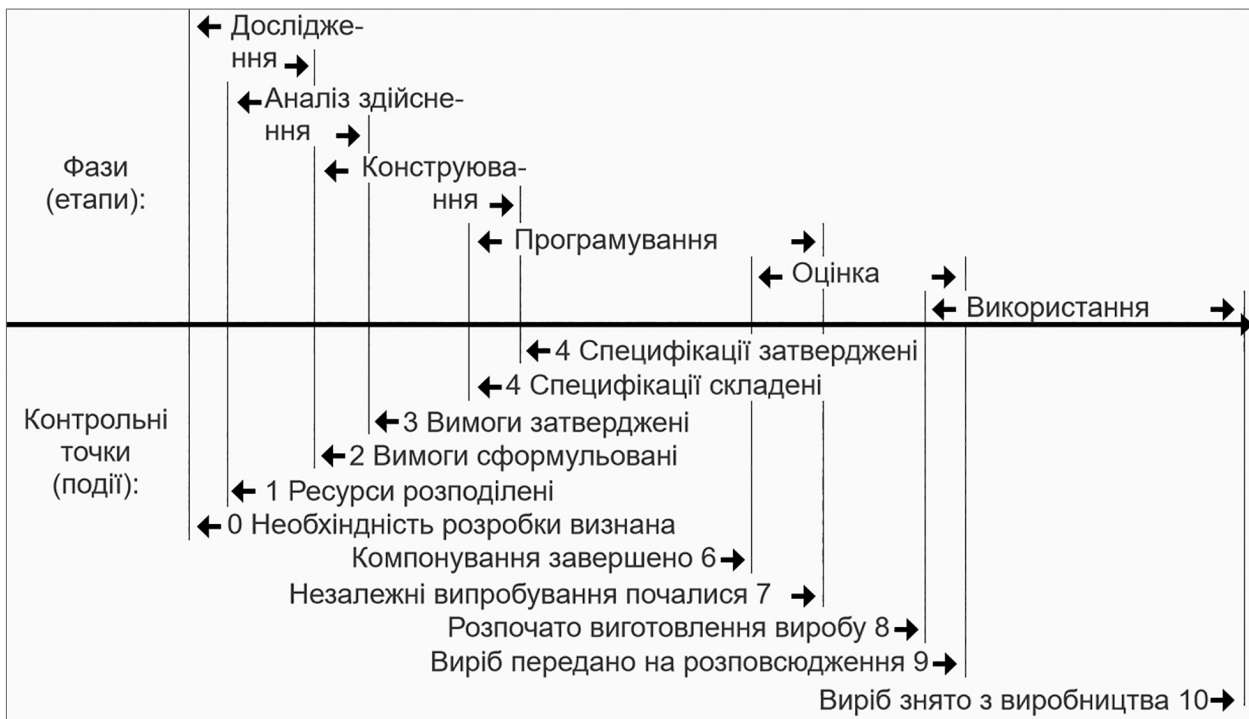 Дослідже-
ння
Аналіз здійсне-
ння
Конструюва-
ння
Фази
(етапи):
Програмування
Оцінка
Використання
4 Специфікації затверджені
4 Специфікації складені
Контрольні
точки
(події):
3 Вимоги затверджені
2 Вимоги сформульовані
1 Ресурси розподілені
0 Необхіндність розробки визнана
Компонування завершено 6
Незалежні випробування почалися 7
Розпочато виготовлення виробу 8
Виріб передано на розповсюдження 9
Виріб знято з виробництва 10